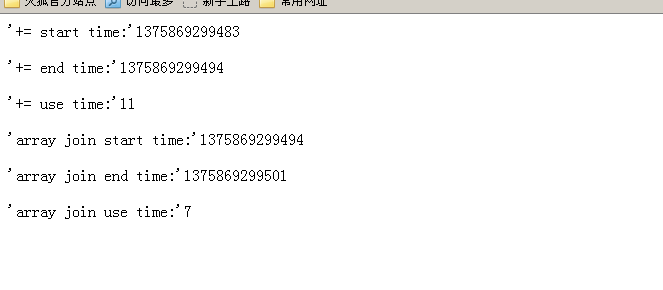 火狐官方站点 访问最多 新手上路 常用网址
'+= start time:'1375869299483
'+= end time:'1375869299494
'+= use time:'11
'array join start time:'1375869299494
'array join end time:'1375869299501
'array join use time:'7